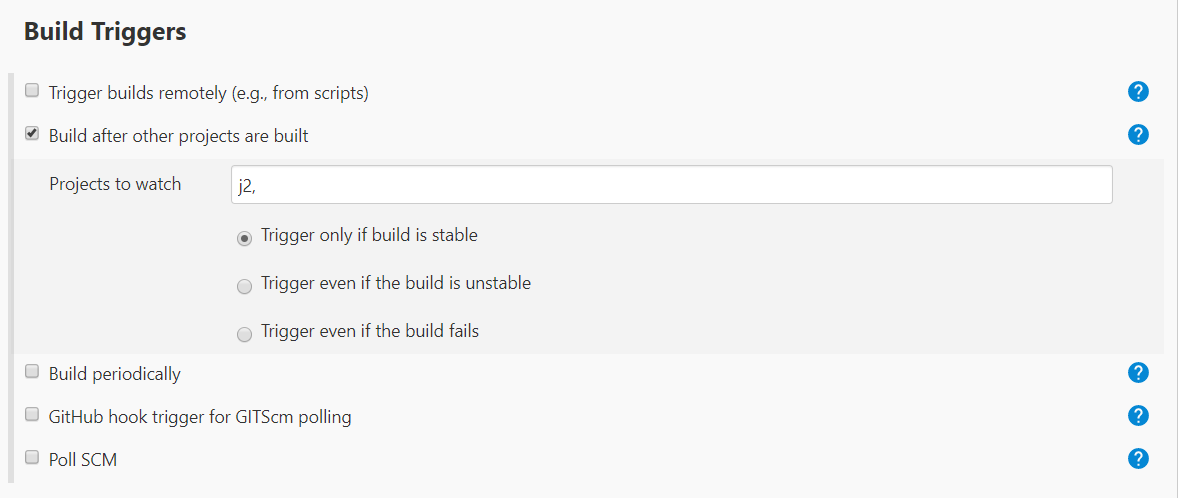 Build Triggers
Trigger builds remotely (e.g., from scripts)
?
Build after other projects are built
?
Projects to watch
j2,
Trigger only if build is stable
Trigger even if the build is unstable
Trigger even if the build fails
Build periodically
?
GitHub hook trigger for GITScm polling
?
Poll SCM
?